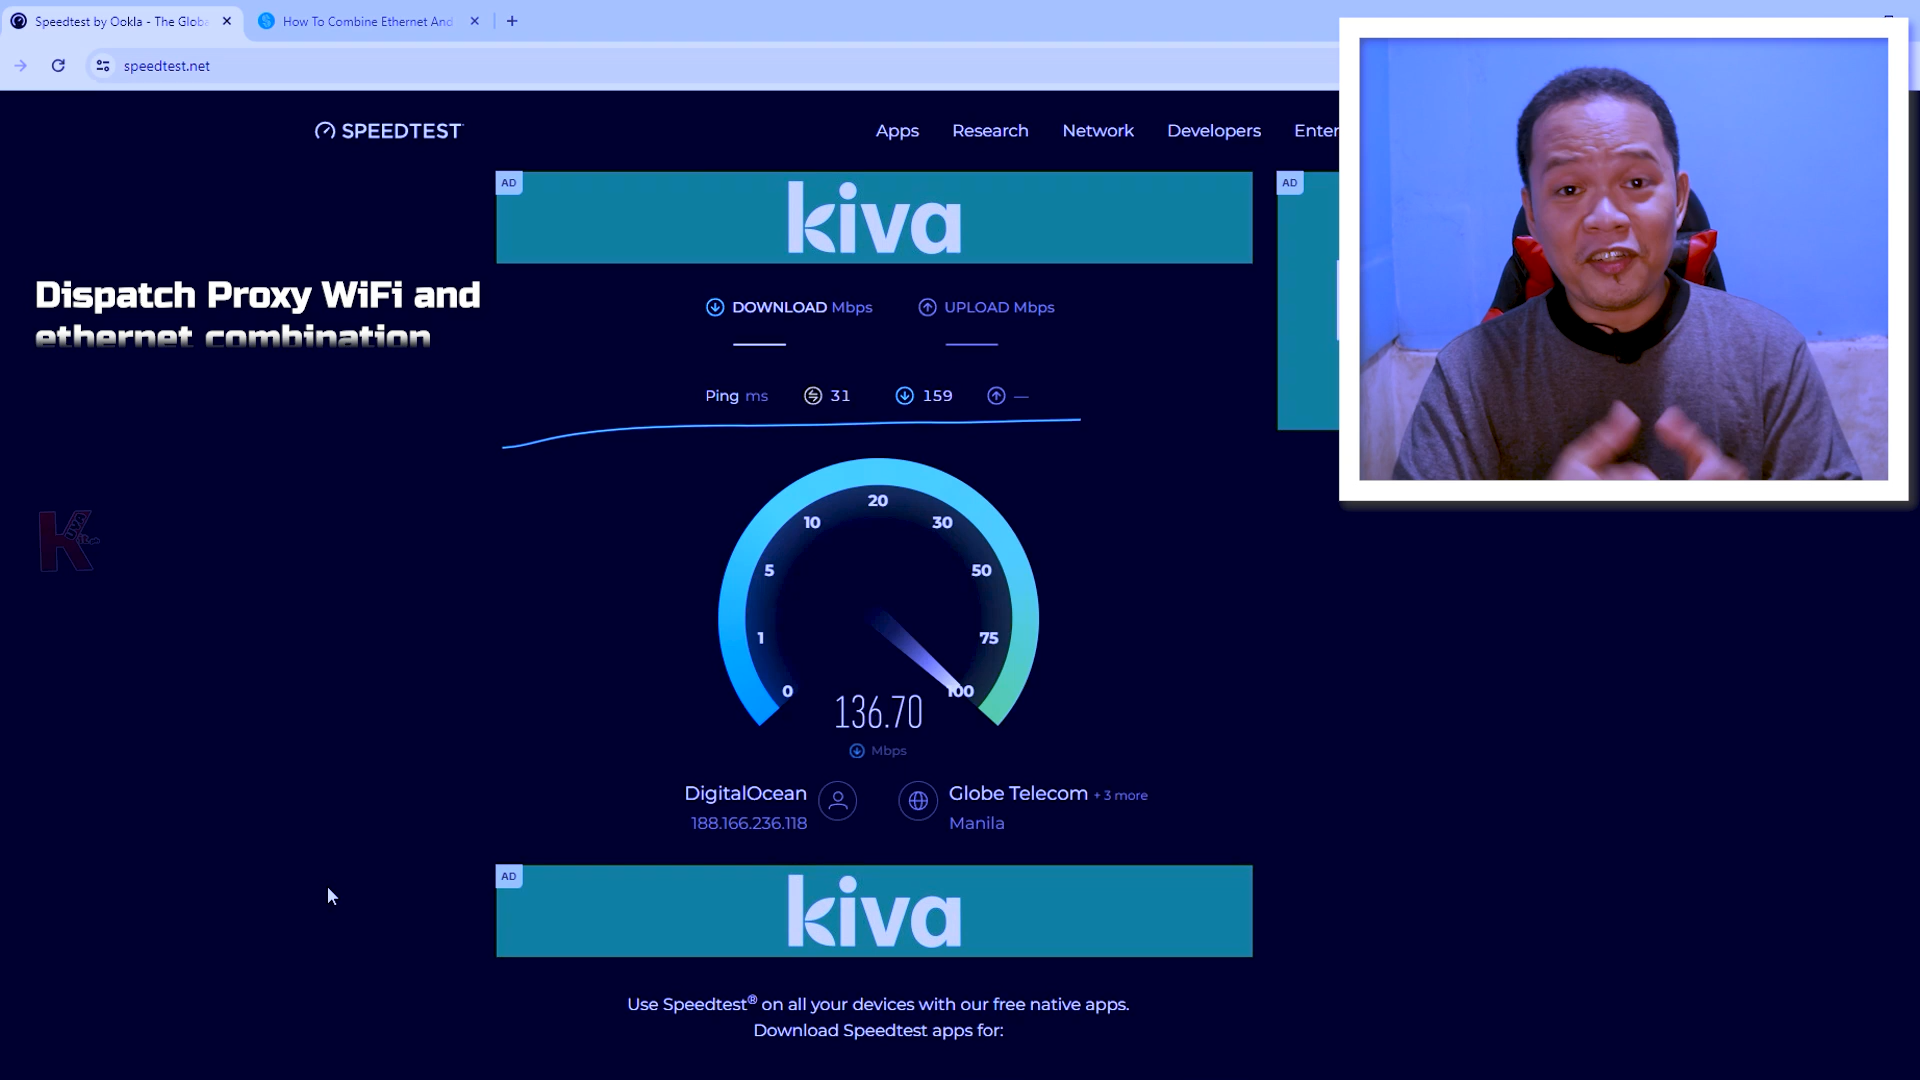 Speedtest by Ookla - The Globa
How To Combine Ethernet And
speedtest.net
SPEEDTEST
Apps
Research
Network
Developers
Enter
AD
kiva
AD
Dispatch Proxy WiFi and
ethernet combination
DOWNLOAD Mbps
UPLOAD Mbps
Ping ms
31
159
—
0
1
5
10
20
30
50
75
100
136.70
Mbps
DigitalOcean
188.166.236.118
Globe Telecom + 3 more
Manila
AD
kiva
Use Speedtest® on all your devices with our free native apps.
Download Speedtest apps for: